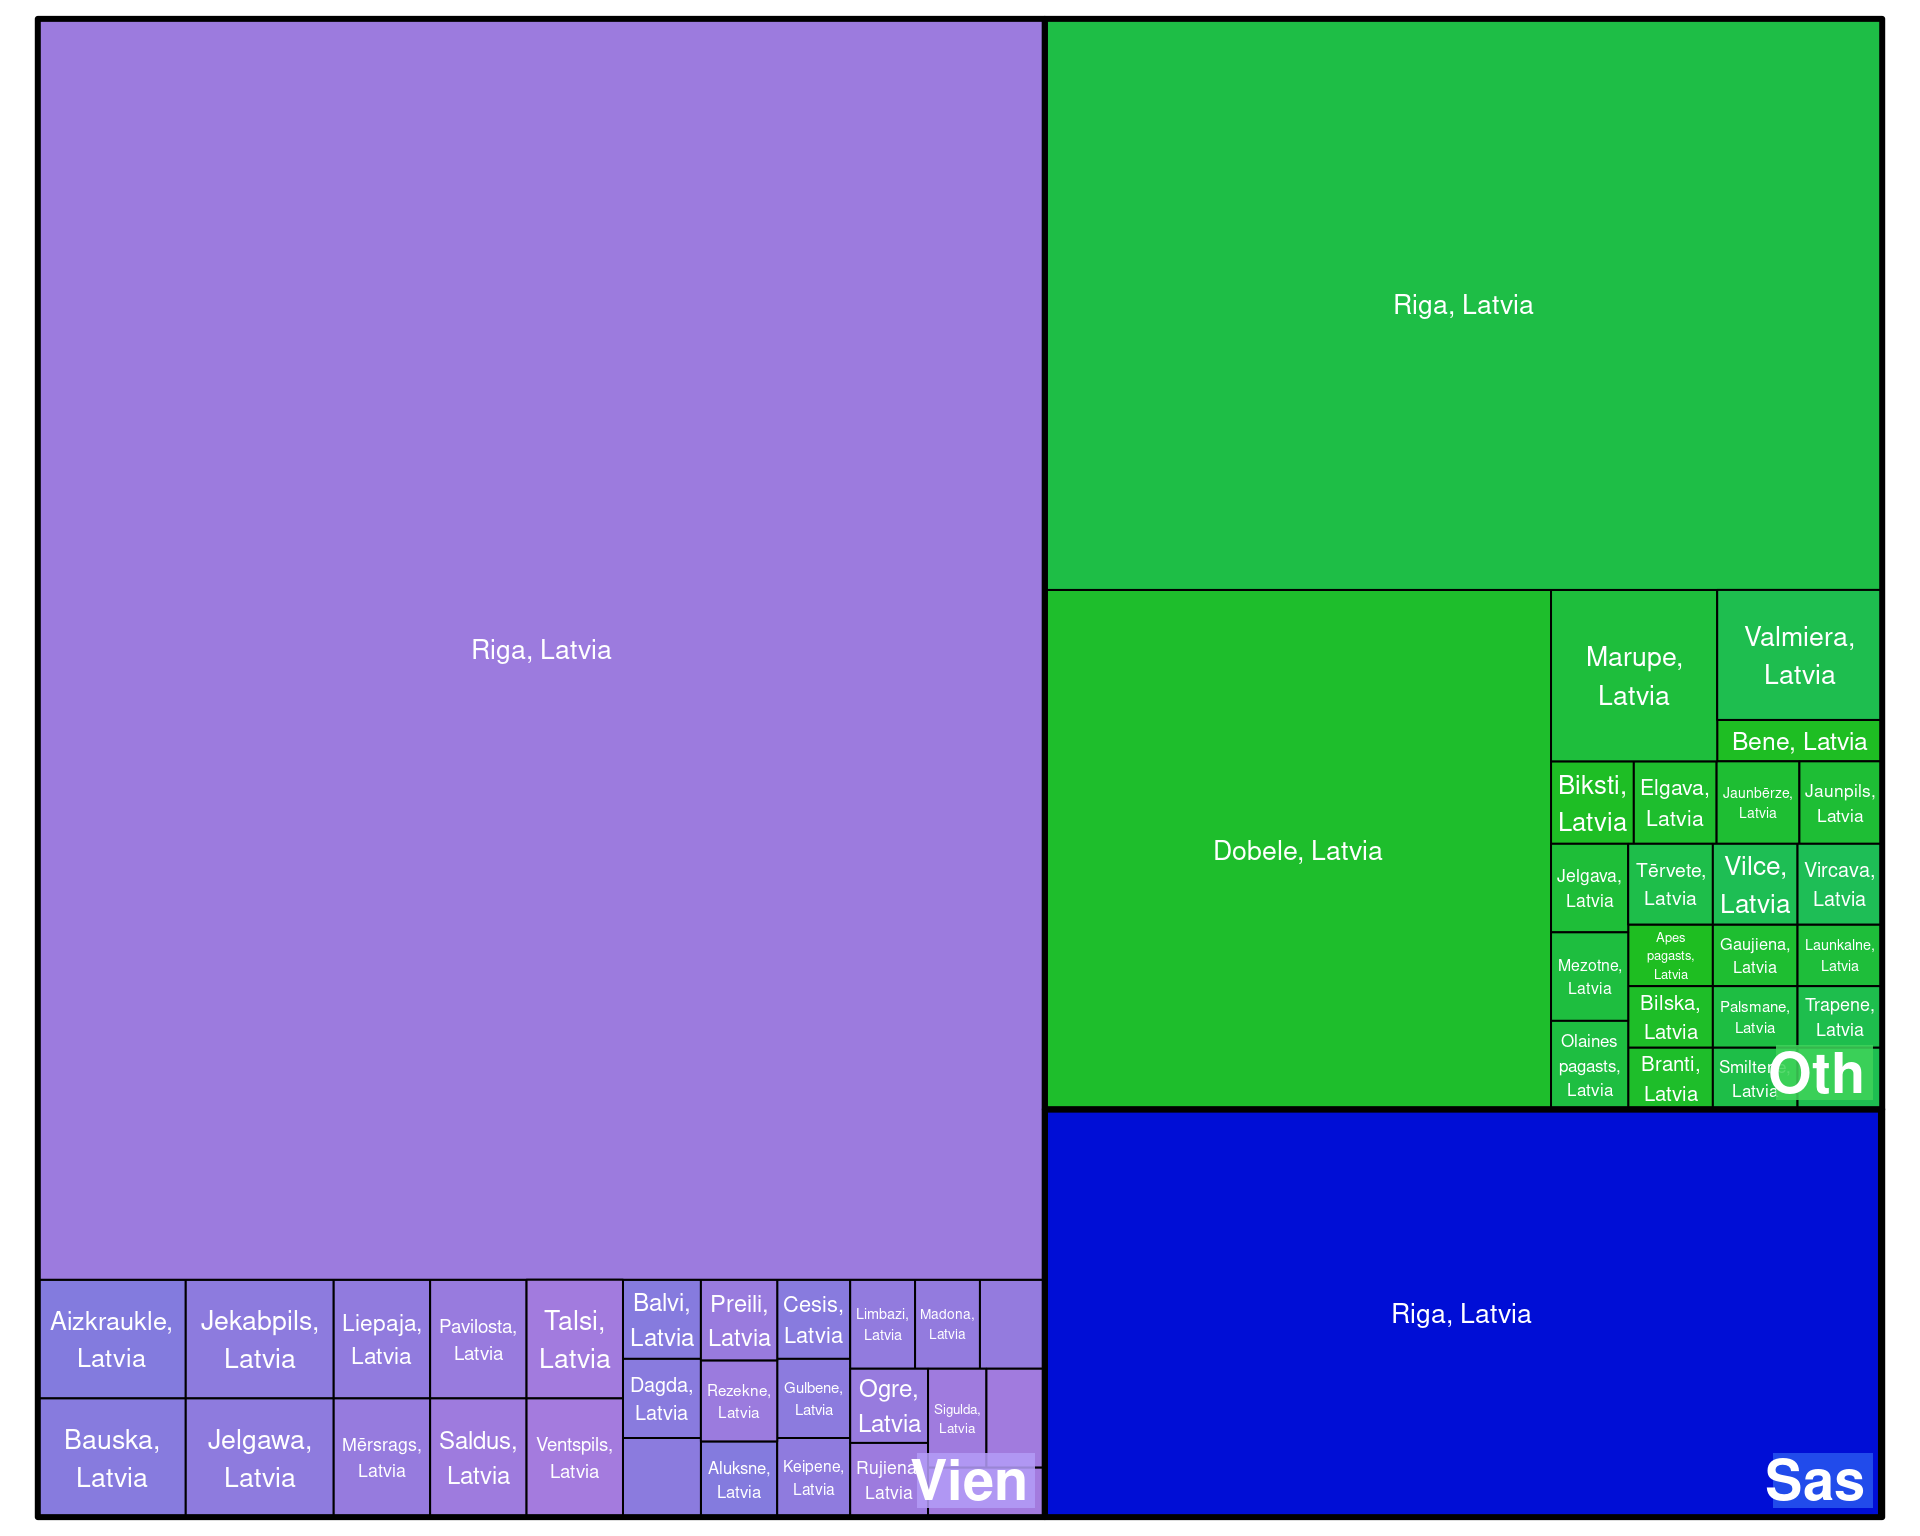 Riga, Latvia
Aizkraukle,
Latvia
Jekabpils,
Latvia
Liepaja,
Latvia
Pavilosta,
Latvia
Talsi,
Latvia
Balvi,
Latvia
Preili,
Latvia
Cesis,
Latvia
Limbazi,
Latvia
Madona,
Latvia
Dagda,
Latvia
Rezekne,
Latvia
Gulbene,
Latvia
Ogre,
Latvia
Sigulda,
Latvia
Bauska,
Latvia
Jelgawa,
Latvia
Mērsrags,
Latvia
Saldus,
Latvia
Ventspils,
Latvia
Aluksne,
Latvia
Keipene,
Latvia
Rujiena
Latvia
Vien
Riga, Latvia
Dobele, Latvia
Marupe,
Latvia
Valmiera,
Latvia
Bene, Latvia
Biksti,
Latvia
Elgava,
Latvia
Jaunbērze,
Latvia
Jaunpils,
Latvia
Jelgava,
Latvia
Tērvete,
Latvia
Vilce,
Latvia
Vircava,
Latvia
Mezotne,
Latvia
Apes
pagasts,
Latvia
Gaujiena,
Latvia
Launkalne,
Latvia
Bilska,
Latvia
Palsmane,
Latvia
Trapene,
Latvia
Olaines
pagasts,
Latvia
Branti,
Latvia
Smiltene,
Latvia
Oth
Riga, Latvia
Sas